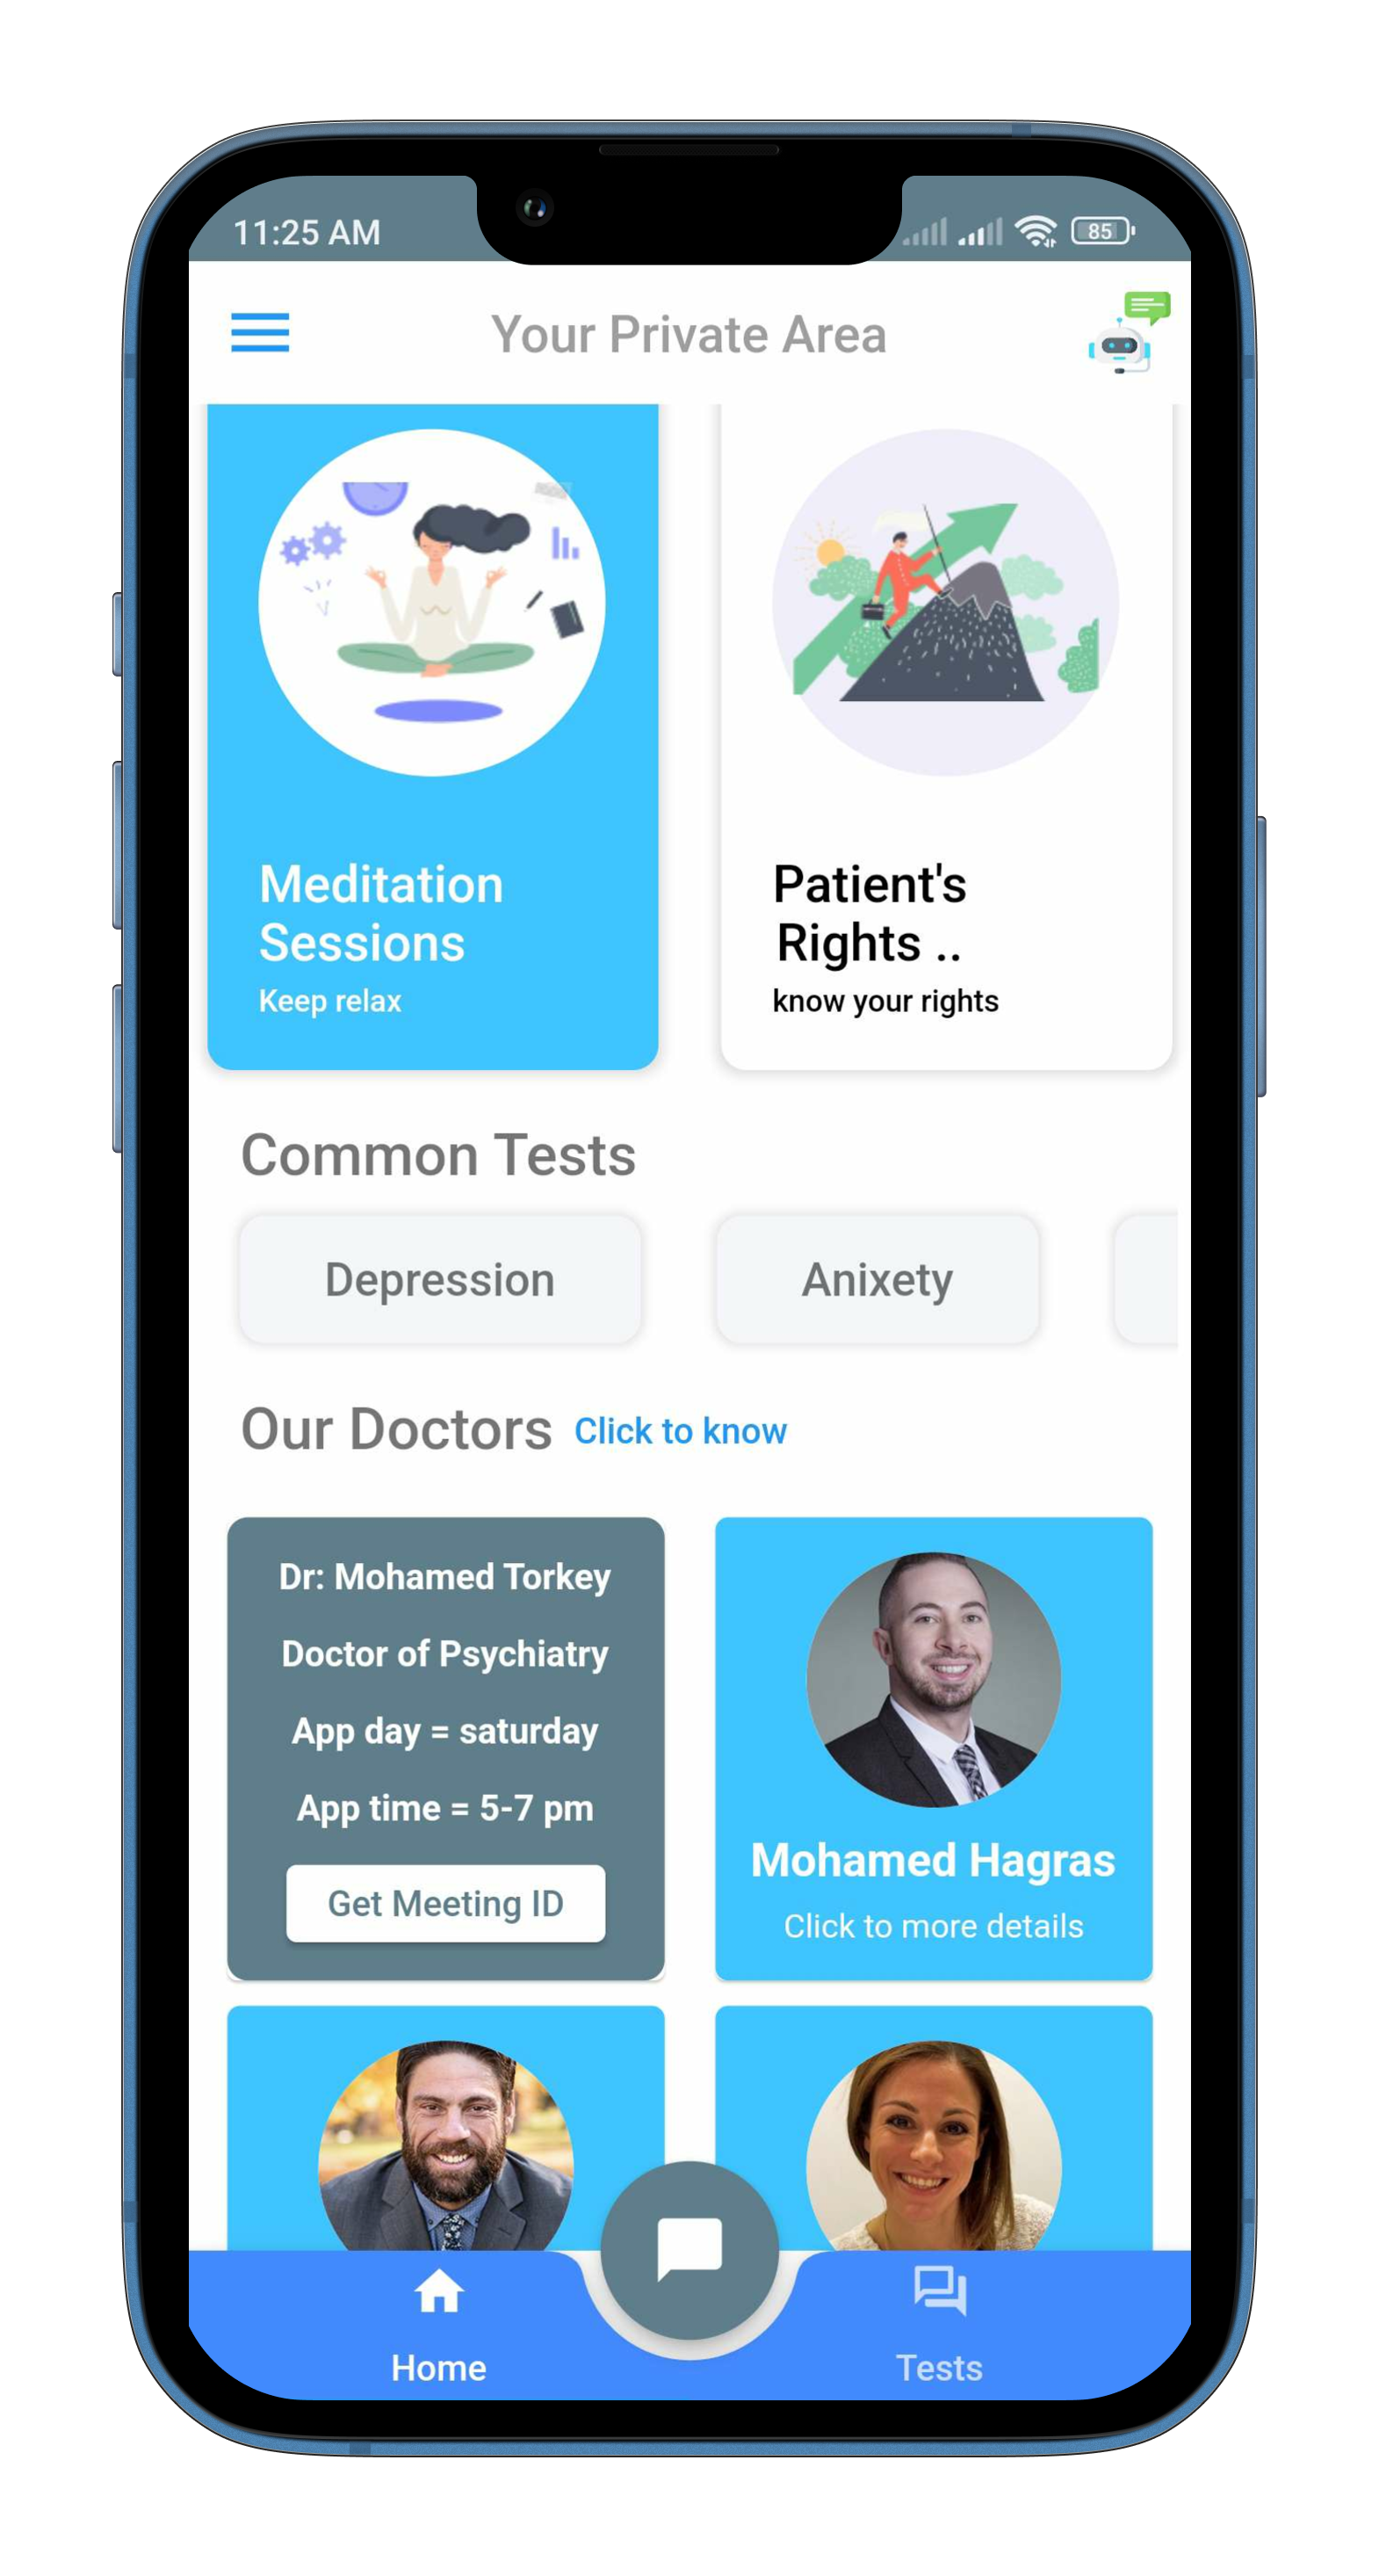 11:25 AM
85
Your Private Area
Meditation
Sessions
Keep relax
Patient's
Rights ..
know your rights
Common Tests
Depression
Anixety
Our Doctors Click to know
Dr: Mohamed Torkey
Doctor of Psychiatry
App day = saturday
App time = 5-7 pm
Get Meeting ID
Mohamed Hagras
Click to more details
Home
Tests